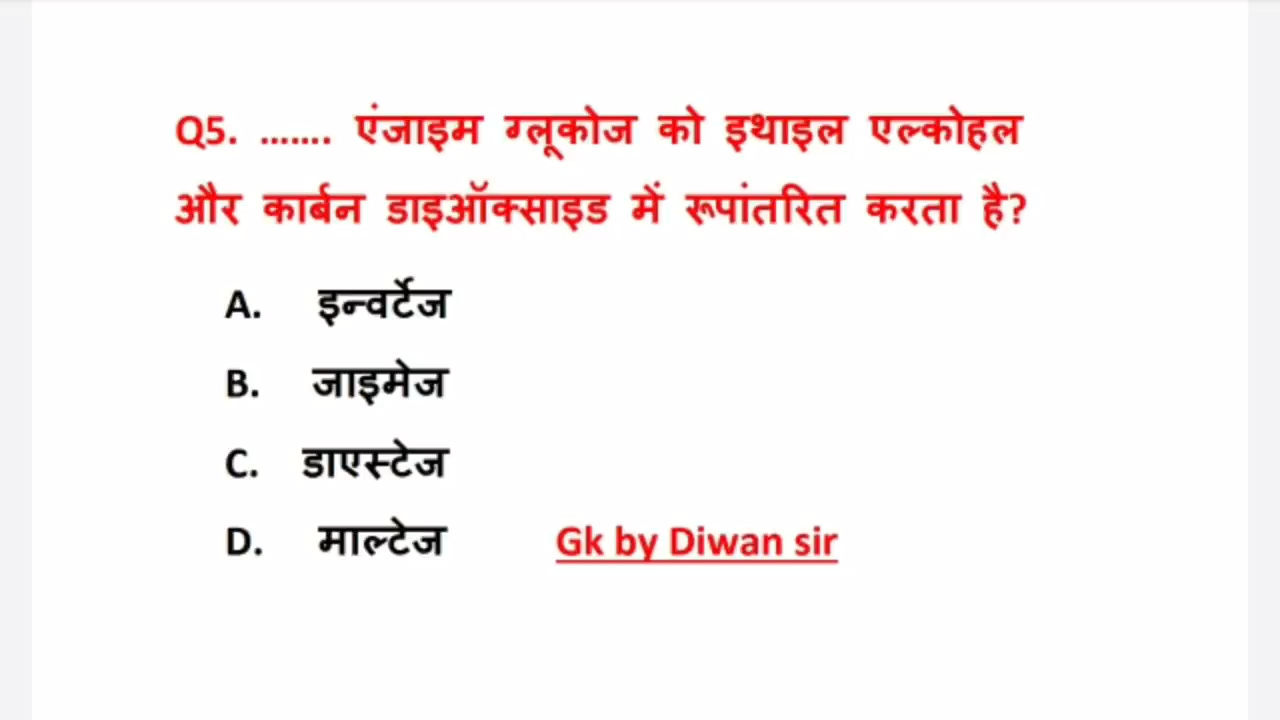 Q5. ....... एंजाइम ग्लूकोज को इथाइल एल्कोहल
और कार्बन डाइऑक्साइड में रूपांतरित करता है?
A. इन्वर्टेज
B. जाइमेज
C. डाएस्टेज
D. माल्टेज Gk by Diwan sir